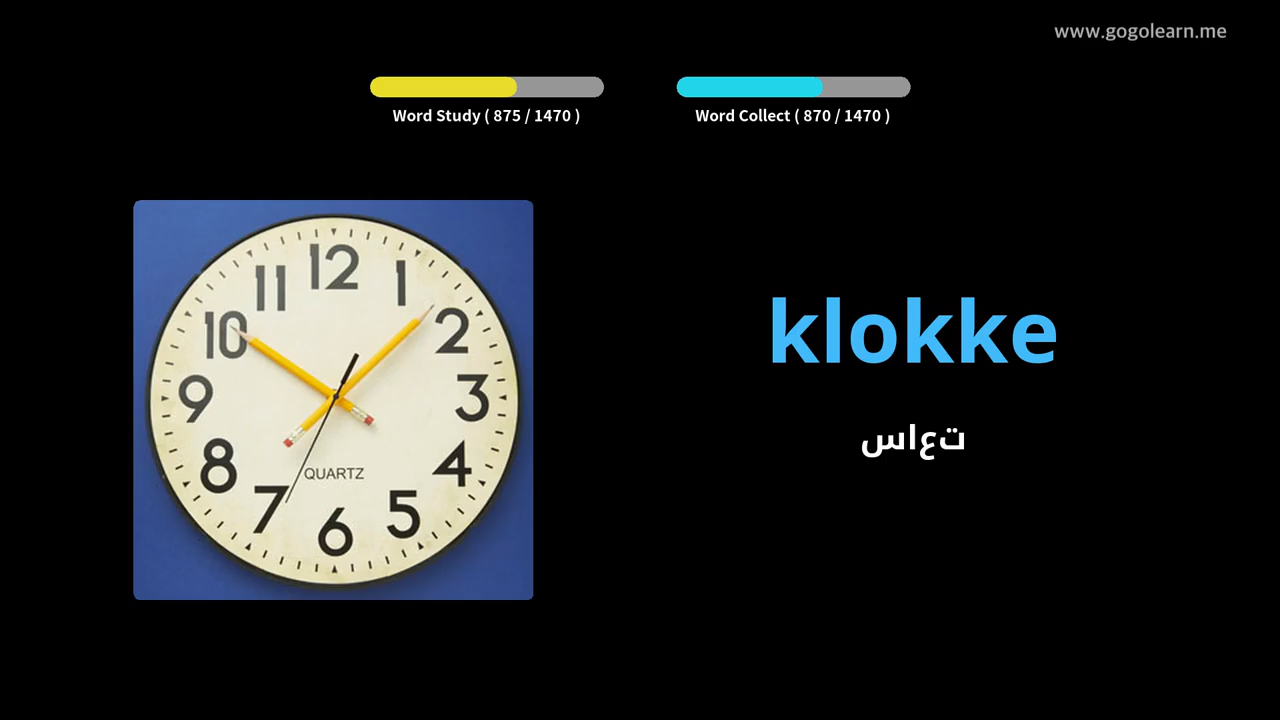 www.gogolearn.me
Word Study ( 875 / 1470 )
Word Collect ( 870 / 1470 )
12
11 1
10 2
9 3
8 4
7 5
6
QUARTZ
klokke
تعاس